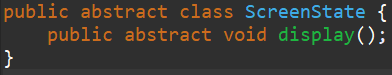 public abstract class ScreenState {
    public abstract void display();
}